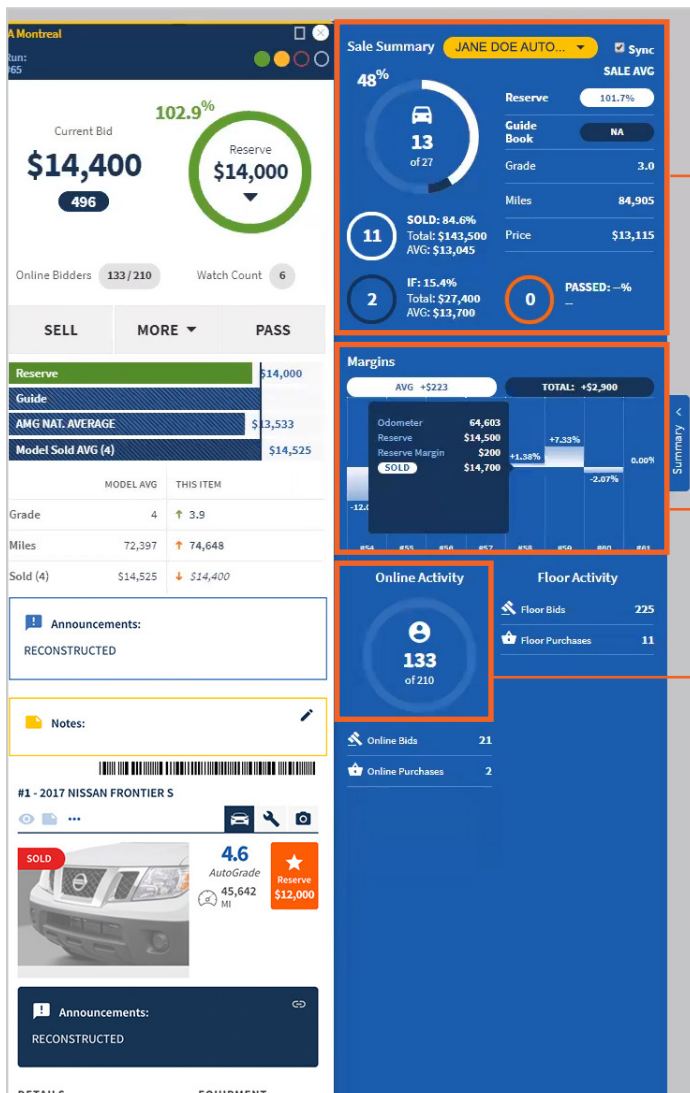 A Montreal
Run:
#65
102.9%
Current Bid
$14,400
496
Reserve
$14,000
Online Bidders 133/210 Watch Count 6
SELL MORE PASS
Reserve $14,000
Guide
AMG NAT. AVERAGE $13,533
Model Sold AVG (4) $14,525
MODEL AVG THIS ITEM
Grade 4 3.9
Miles 72,397 74,648
Sold (4) $14,525 $14,400
Announcements:
RECONSTRUCTED
Notes:
#1 - 2017 NISSAN FRONTIER S
SOLD
4.6
AutoGrade
45,642
MI
Reserve
$12,000
Announcements:
RECONSTRUCTED
DETAILS EQUIPMENT
Sale Summary JANE DOE AUTO... Sync
48%
13
of 27
SALE AVG
Reserve 101.7%
Guide
Book NA
Grade 3.0
Miles 84,905
Price $13,115
11
SOLD: 84.6%
Total: $143,500
AVG: $13,045
2
IF: 15.4%
Total: $27,400
AVG: $13,700
0
PASSED: --%
--
Margins
AVG +$223 TOTAL: +$2,900
Odometer 64,603
Reserve $14,500
Reserve Margin $200
SOLD $14,700
+1.38%
+7.33%
-2.07%
0.00%
#54 #55 #56 #57 #58 #59 #60 #61
Summary
Online Activity
133
of 210
Online Bids 21
Online Purchases 2
Floor Activity
Floor Bids 225
Floor Purchases 11